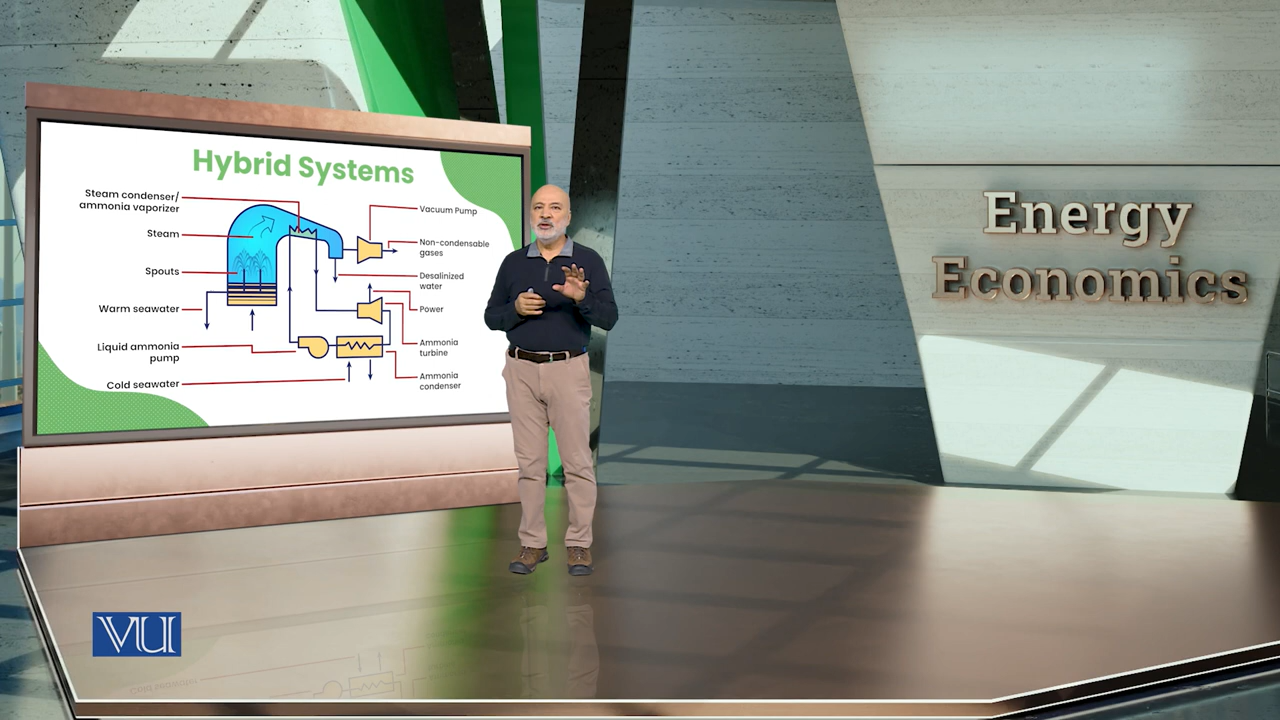 Hybrid Systems
Steam condenser/
ammonia vaporizer
Steam
Spouts
Warm seawater
Liquid ammonia
pump
Cold seawater
Vacuum Pump
Non-condensable
gases
Desalinized
water
Power
Ammonia
turbine
Ammonia
condenser
Energy
Economics
VU